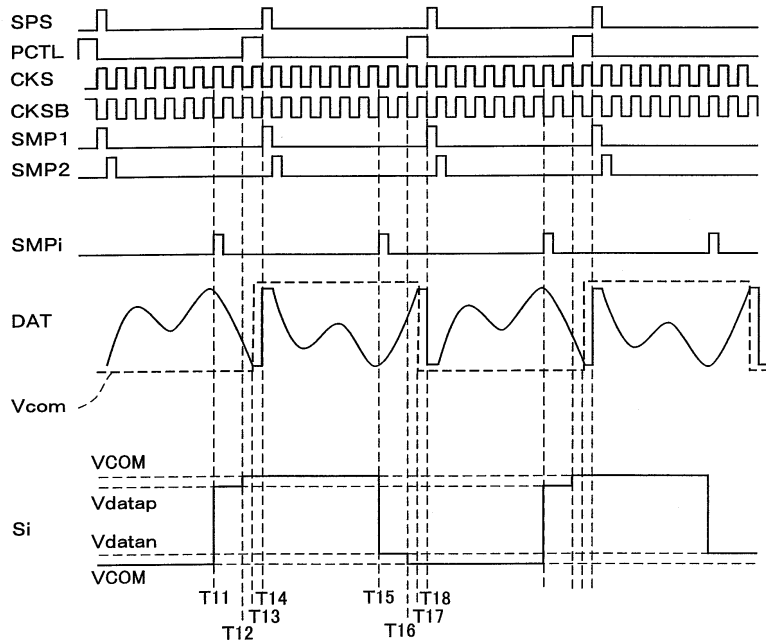 SPS
PCTL
CKS
CKSB
SMP1
SMP2
SMPi
DAT
Vcom
VCOM
Vdatap
Si
Vdatan
VCOM
T11 T14 T15 T18
T13 T17
T12 T16